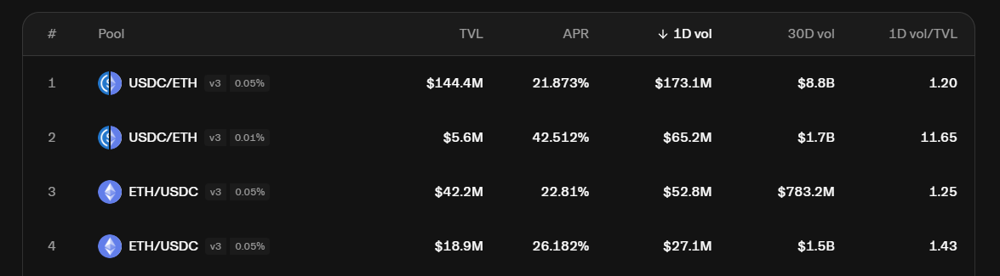 # Pool TVL APR ↓ 1D vol 30D vol 1D vol/TVL
1 USDC/ETH v3 0.05% $144.4M 21.873% $173.1M $8.8B 1.20
2 USDC/ETH v3 0.01% $5.6M 42.512% $65.2M $1.7B 11.65
3 ETH/USDC v3 0.05% $42.2M 22.81% $52.8M $783.2M 1.25
4 ETH/USDC v3 0.05% $18.9M 26.182% $27.1M $1.5B 1.43